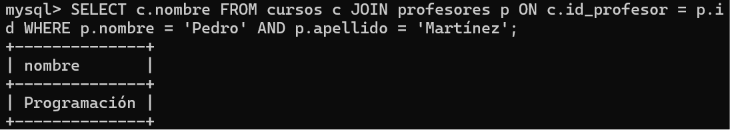 mysql> SELECT c.nombre FROM cursos c JOIN profesores p ON c.id_profesor = p.i
d WHERE p.nombre = 'Pedro' AND p.apellido = 'Martínez';
+--------------+
| nombre       |
+--------------+
| Programación |
+--------------+